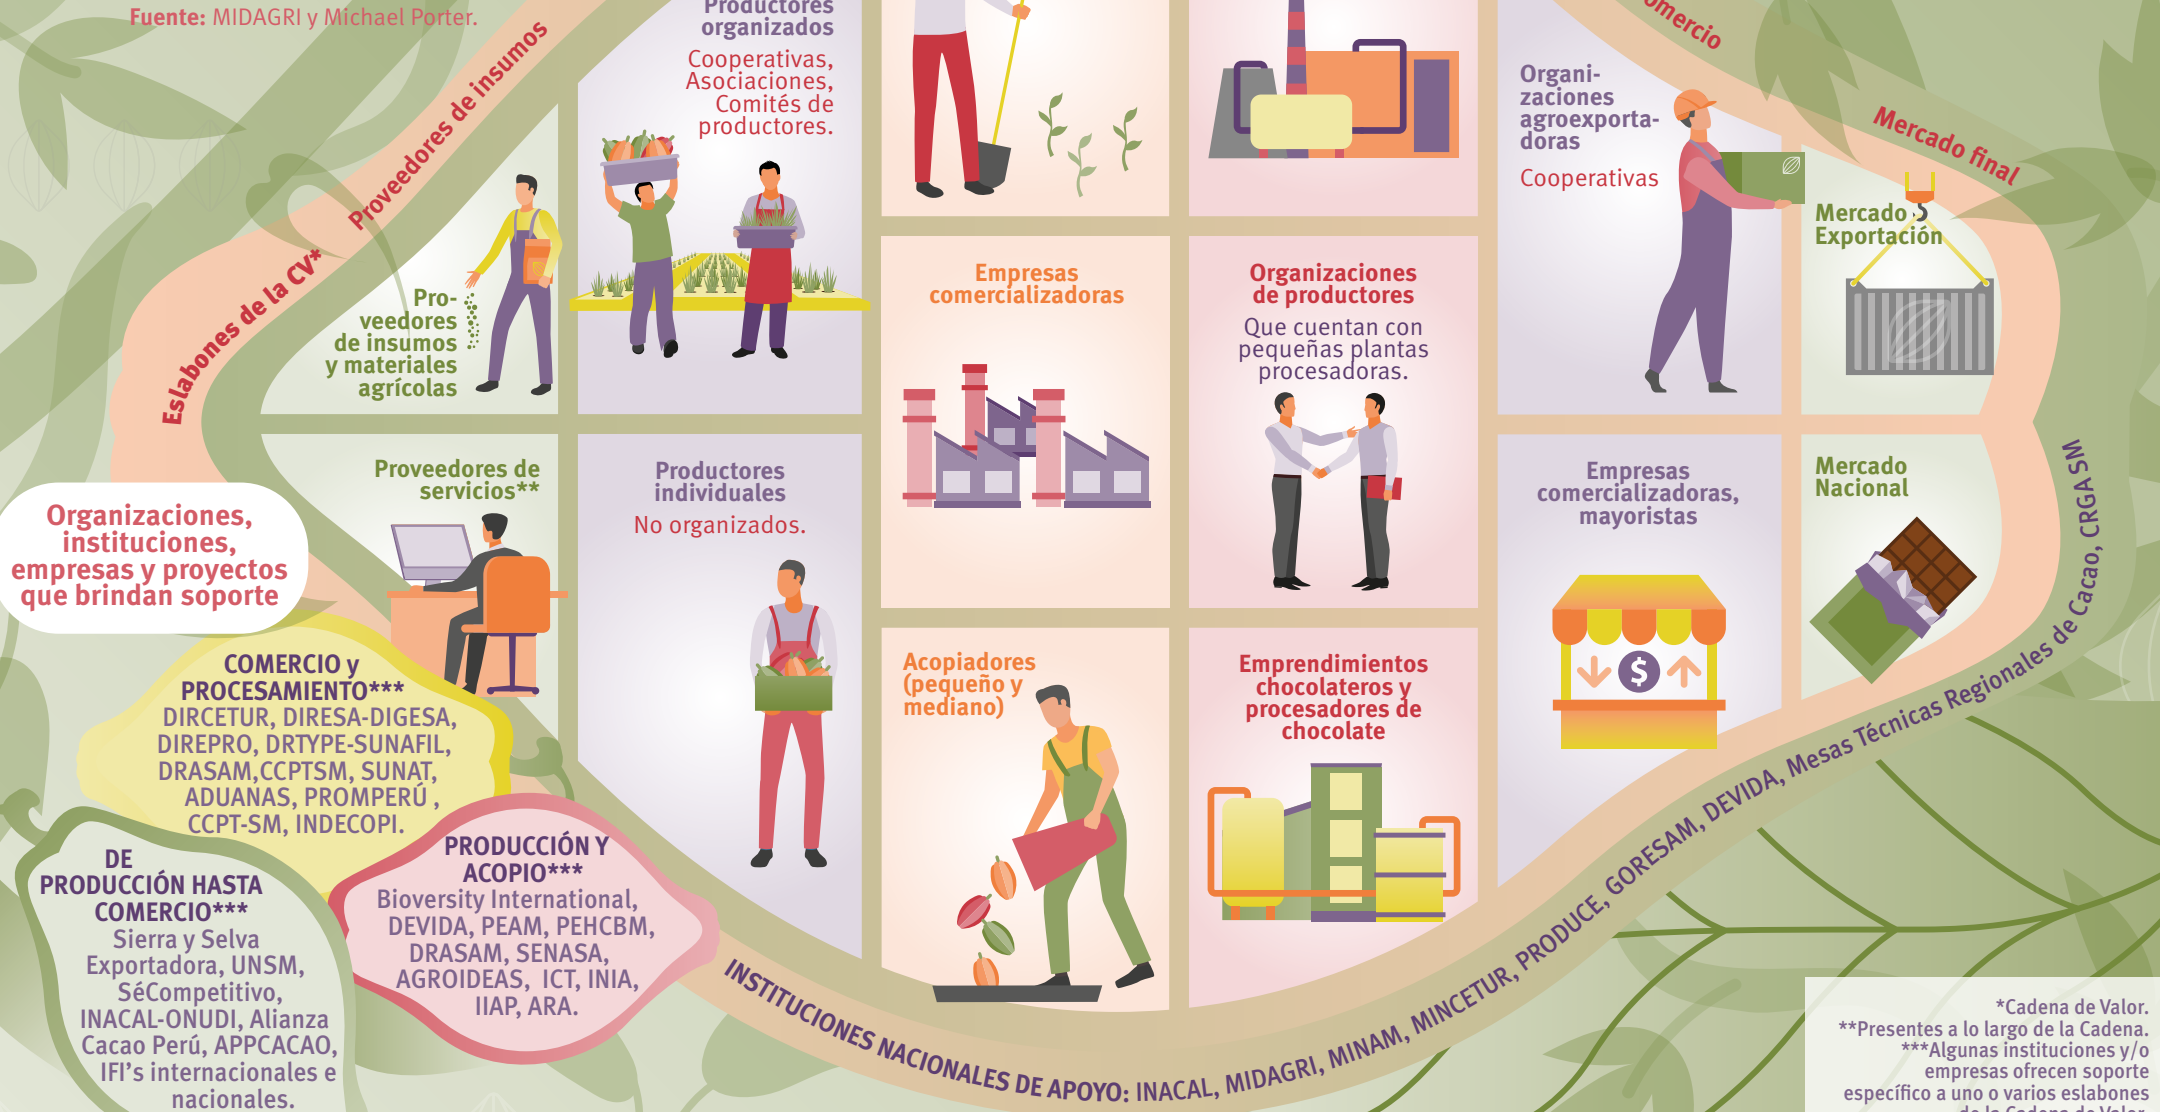 Fuente: MIDAGRI y Michael Porter.
Eslabones de la CV*
Proveedores de insumos
Pro-
veedores
de insumos
y materiales
agrícolas
Proveedores de
servicios**
Productores
organizados
Cooperativas,
Asociaciones,
Comités de
productores.
Productores
individuales
No organizados.
Empresas
comercializadoras
Acopiadores
(pequeño y
mediano)
Organizaciones
de productores
Que cuentan con
pequeñas plantas
procesadoras.
Emprendimientos
chocolateros y
procesadores de
chocolate
omercio
Organi-
zaciones
agroexporta-
doras
Cooperativas
Empresas
comercializadoras,
mayoristas
Mercado final
Mercado
Exportación
Mercado
Nacional
$
Organizaciones,
instituciones,
empresas y proyectos
que brindan soporte
COMERCIO y
PROCESAMIENTO***
DIRCETUR, DIRESA-DIGESA,
DIREPRO, DRTYPE-SUNAFIL,
DRASAM,CCPTSM, SUNAT,
ADUANAS, PROMPERÚ ,
CCPT-SM, INDECOPI.
DE
PRODUCCIÓN HASTA
COMERCIO***
Sierra y Selva
Exportadora, UNSM,
SéCompetitivo,
INACAL-ONUDI, Alianza
Cacao Perú, APPCACAO,
IFI's internacionales e
nacionales.
PRODUCCIÓN Y
ACOPIO***
Bioversity International,
DEVIDA, PEAM, PEHCBM,
DRASAM, SENASA,
AGROIDEAS, ICT, INIA,
IIAP, ARA.
INSTITUCIONES NACIONALES DE APOYO: INACAL, MIDAGRI, MINAM, MINCETUR, PRODUCE, GORESAM, DEVIDA, Mesas Técnicas Regionales de Cacao, CRGA SM
*Cadena de Valor.
**Presentes a lo largo de la Cadena.
***Algunas instituciones y/o
empresas ofrecen soporte
específico a uno o varios eslabones
de la Cadena de Valor.